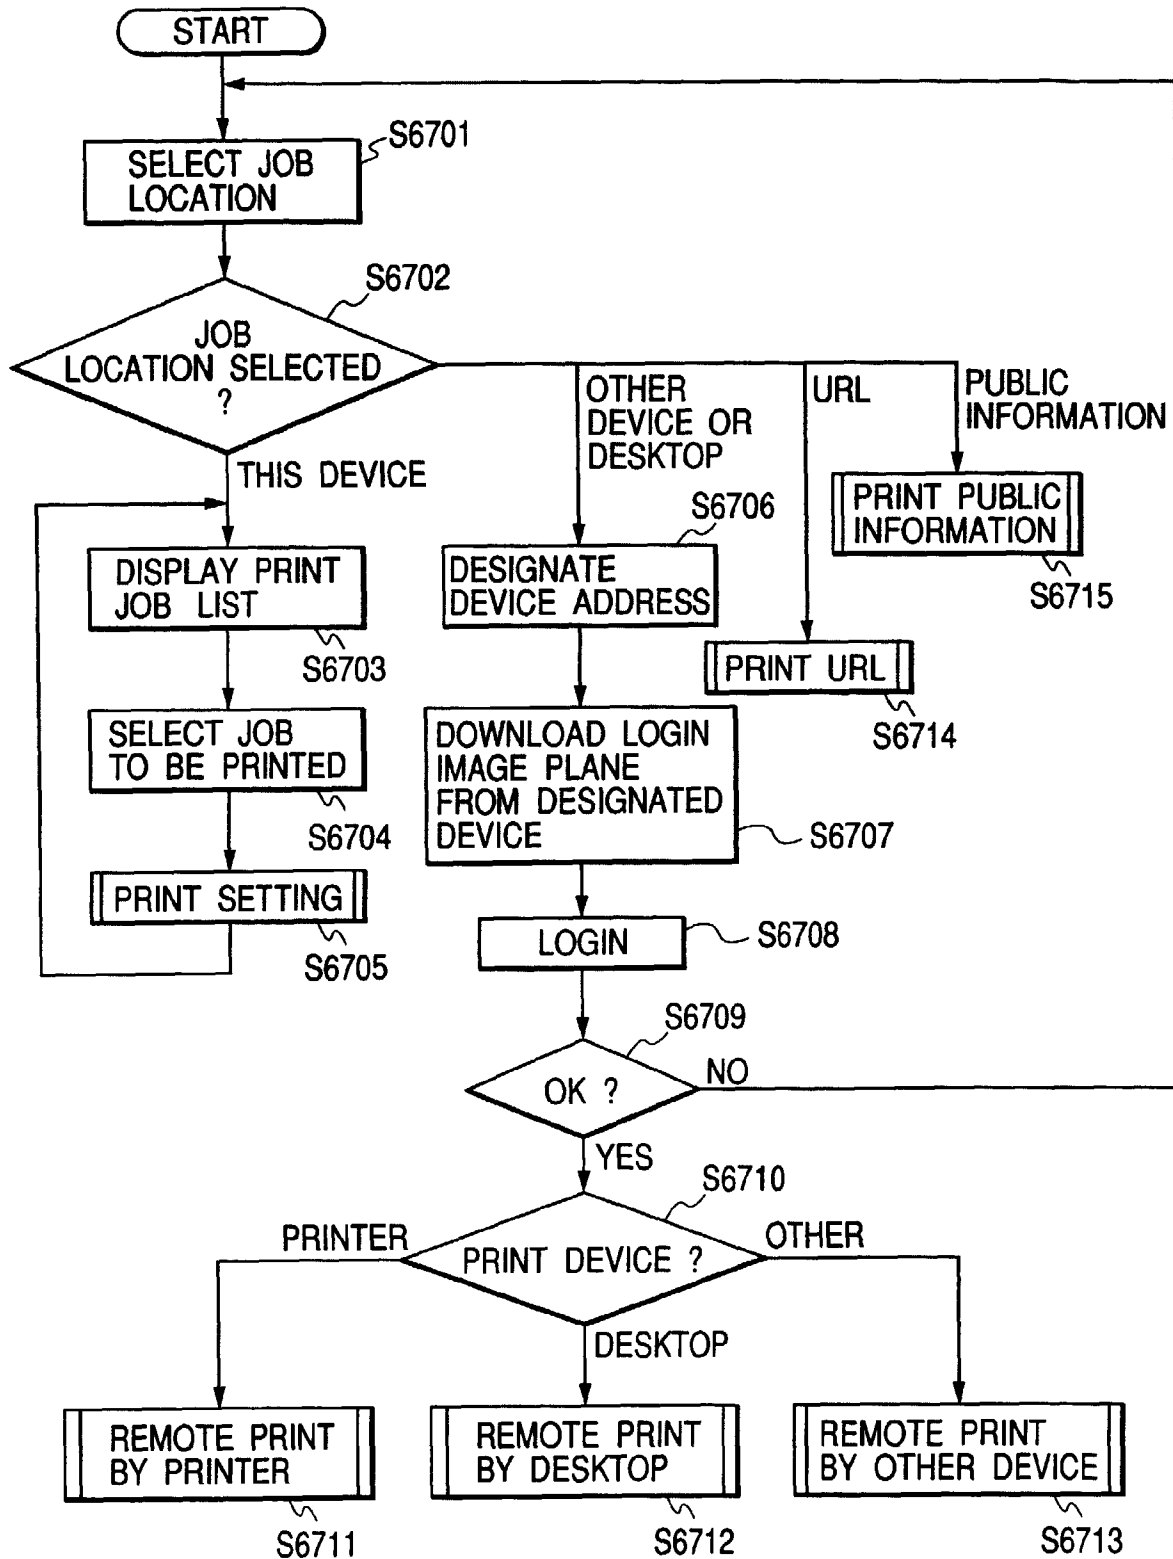 START
S6701
SELECT JOB
LOCATION
S6702
JOB
LOCATION SELECTED
?
THIS DEVICE
OTHER
DEVICE OR
DESKTOP
URL
PUBLIC
INFORMATION
PRINT PUBLIC
INFORMATION
S6715
S6706
DISPLAY PRINT
JOB LIST
S6703
DESIGNATE
DEVICE ADDRESS
PRINT URL
S6714
SELECT JOB
TO BE PRINTED
S6704
DOWNLOAD LOGIN
IMAGE PLANE
FROM DESIGNATED
DEVICE
S6707
PRINT SETTING
S6705
LOGIN
S6708
S6709
OK ?
NO
YES
S6710
PRINT DEVICE ?
PRINTER
OTHER
DESKTOP
REMOTE PRINT
BY PRINTER
S6711
REMOTE PRINT
BY DESKTOP
S6712
REMOTE PRINT
BY OTHER DEVICE
S6713